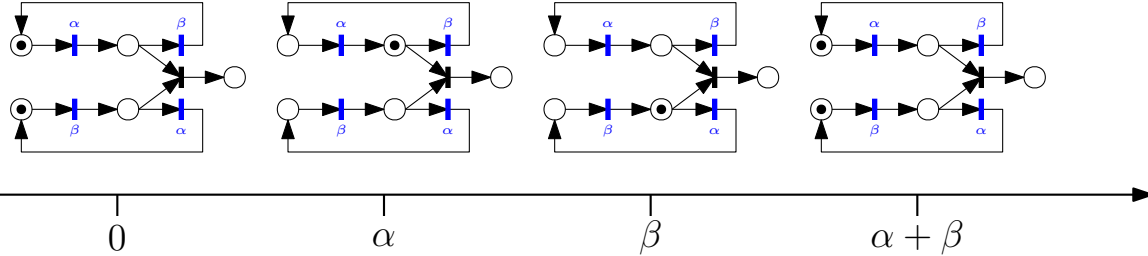 α β α β α β α β
β α β α β α β α
0 α β α + β